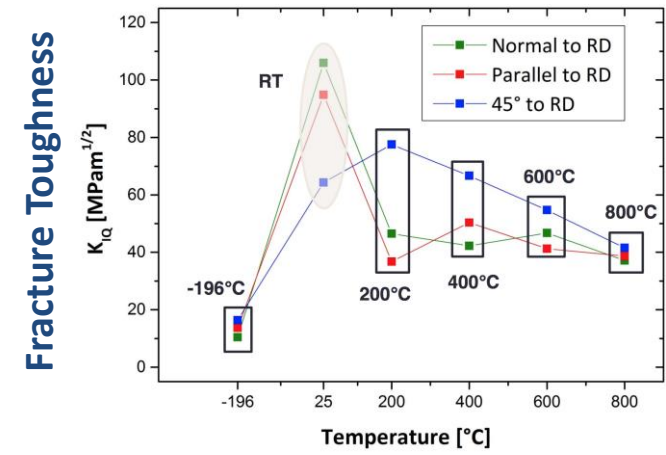 Fracture Toughness
K_IQ [MPam^1/2]
120
100
80
60
40
20
0
RT
Normal to RD
Parallel to RD
45° to RD
-196°C
200°C
400°C
600°C
800°C
-196
25
200
400
600
800
Temperature [°C]